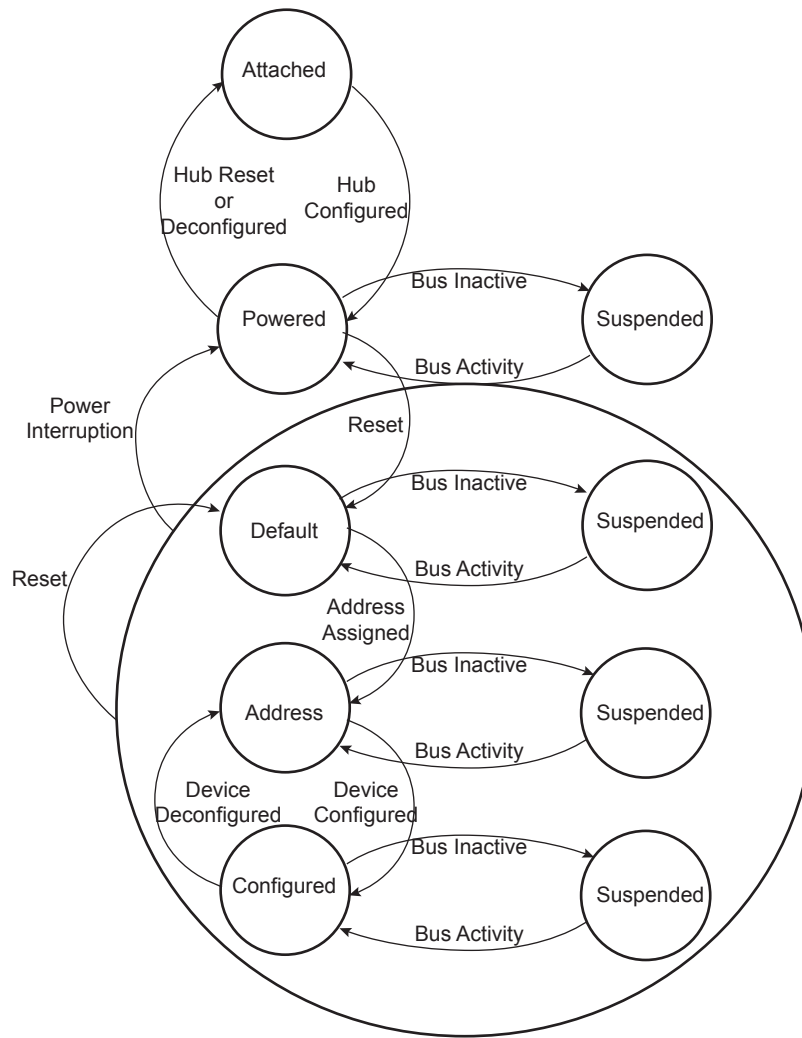 Attached
Hub Reset
or
Deconfigured
Hub
Configured
Powered
Bus Inactive
Suspended
Bus Activity
Power
Interruption
Reset
Default
Bus Inactive
Suspended
Bus Activity
Reset
Address
Assigned
Address
Bus Inactive
Suspended
Bus Activity
Device
Deconfigured
Device
Configured
Configured
Bus Inactive
Suspended
Bus Activity